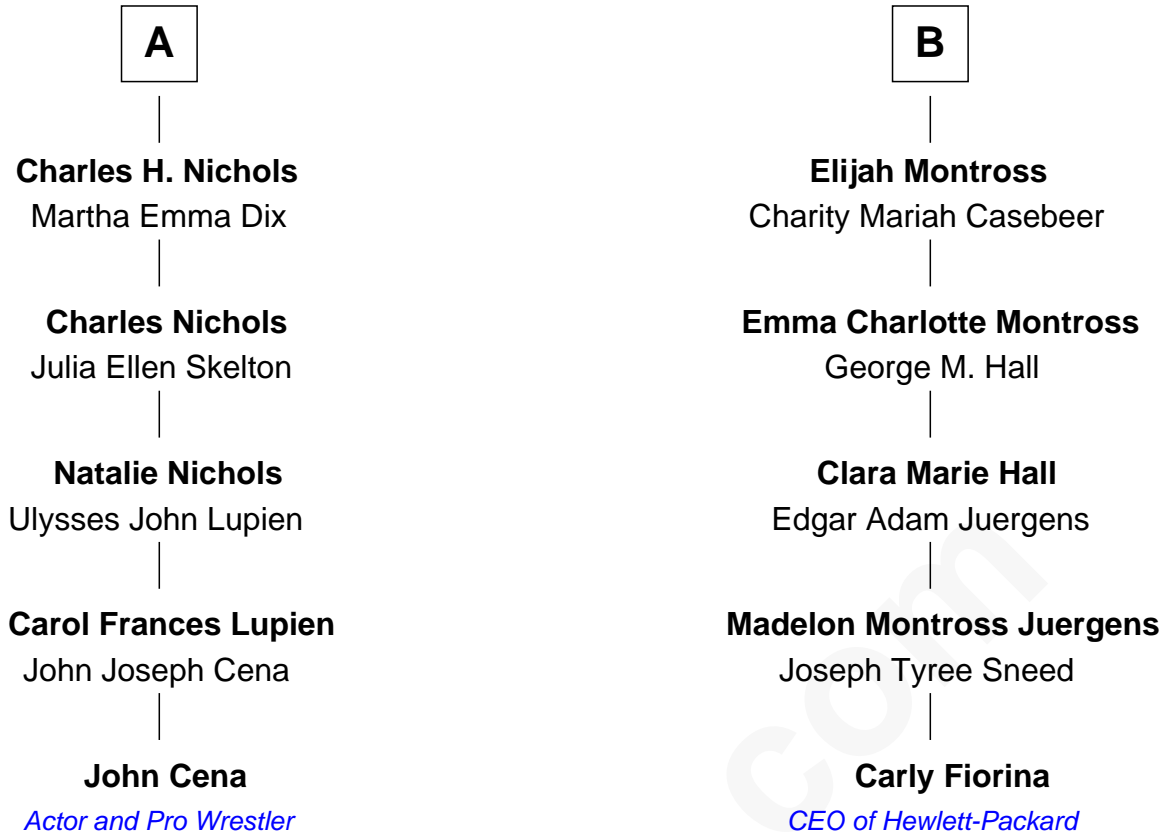 A
Charles H. Nichols
Martha Emma Dix
Charles Nichols
Julia Ellen Skelton
Natalie Nichols
Ulysses John Lupien
Carol Frances Lupien
John Joseph Cena
John Cena
Actor and Pro Wrestler
B
Elijah Montross
Charity Mariah Casebeer
Emma Charlotte Montross
George M. Hall
Clara Marie Hall
Edgar Adam Juergens
Madelon Montross Juergens
Joseph Tyree Sneed
Carly Fiorina
CEO of Hewlett-Packard
com